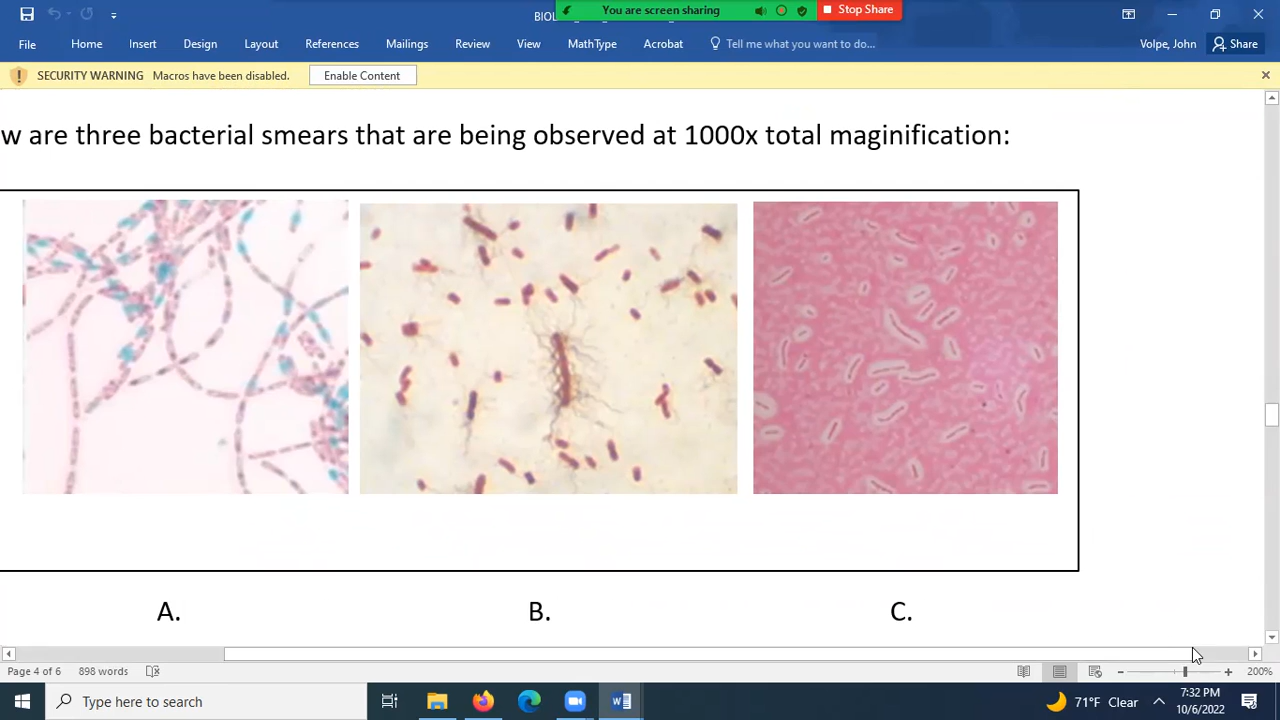 BIOL
You are screen sharing
Stop Share
File Home Insert Design Layout References Mailings Review View MathType Acrobat Tell me what you want to do... Volpe, John Share
SECURITY WARNING Macros have been disabled. Enable Content
w are three bacterial smears that are being observed at 1000x total maginification:
A. B. C.
Page 4 of 6 898 words 200%
Type here to search 71°F Clear 7:32 PM
10/6/2022